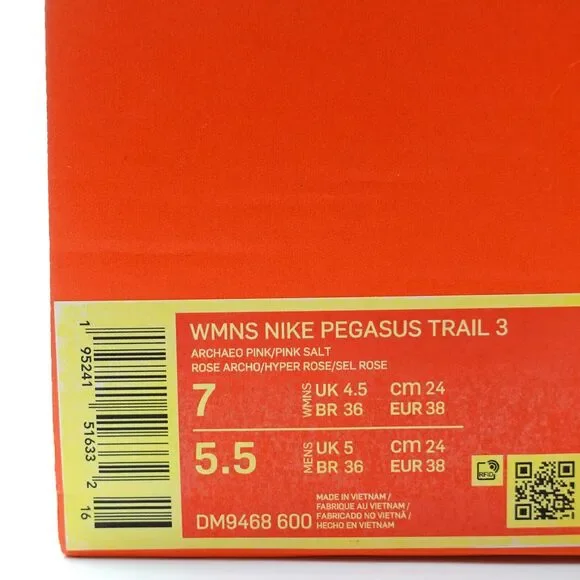 WMNS NIKE PEGASUS TRAIL 3
ARCHAEO PINK/PINK SALT
ROSE ARCHO/HYPER ROSE/SEL ROSE
7 WMNS UK 4.5 cm 24
BR 36 EUR 38
5.5 MENS UK 5 cm 24
BR 36 EUR 38
MADE IN VIETNAM /
FABRIQUE AU VIETNAM /
FABRICADO NO VIETNÃ /
HECHO EN VIETNAM
DM9468 600
RFID
1 95241 51633 2
16